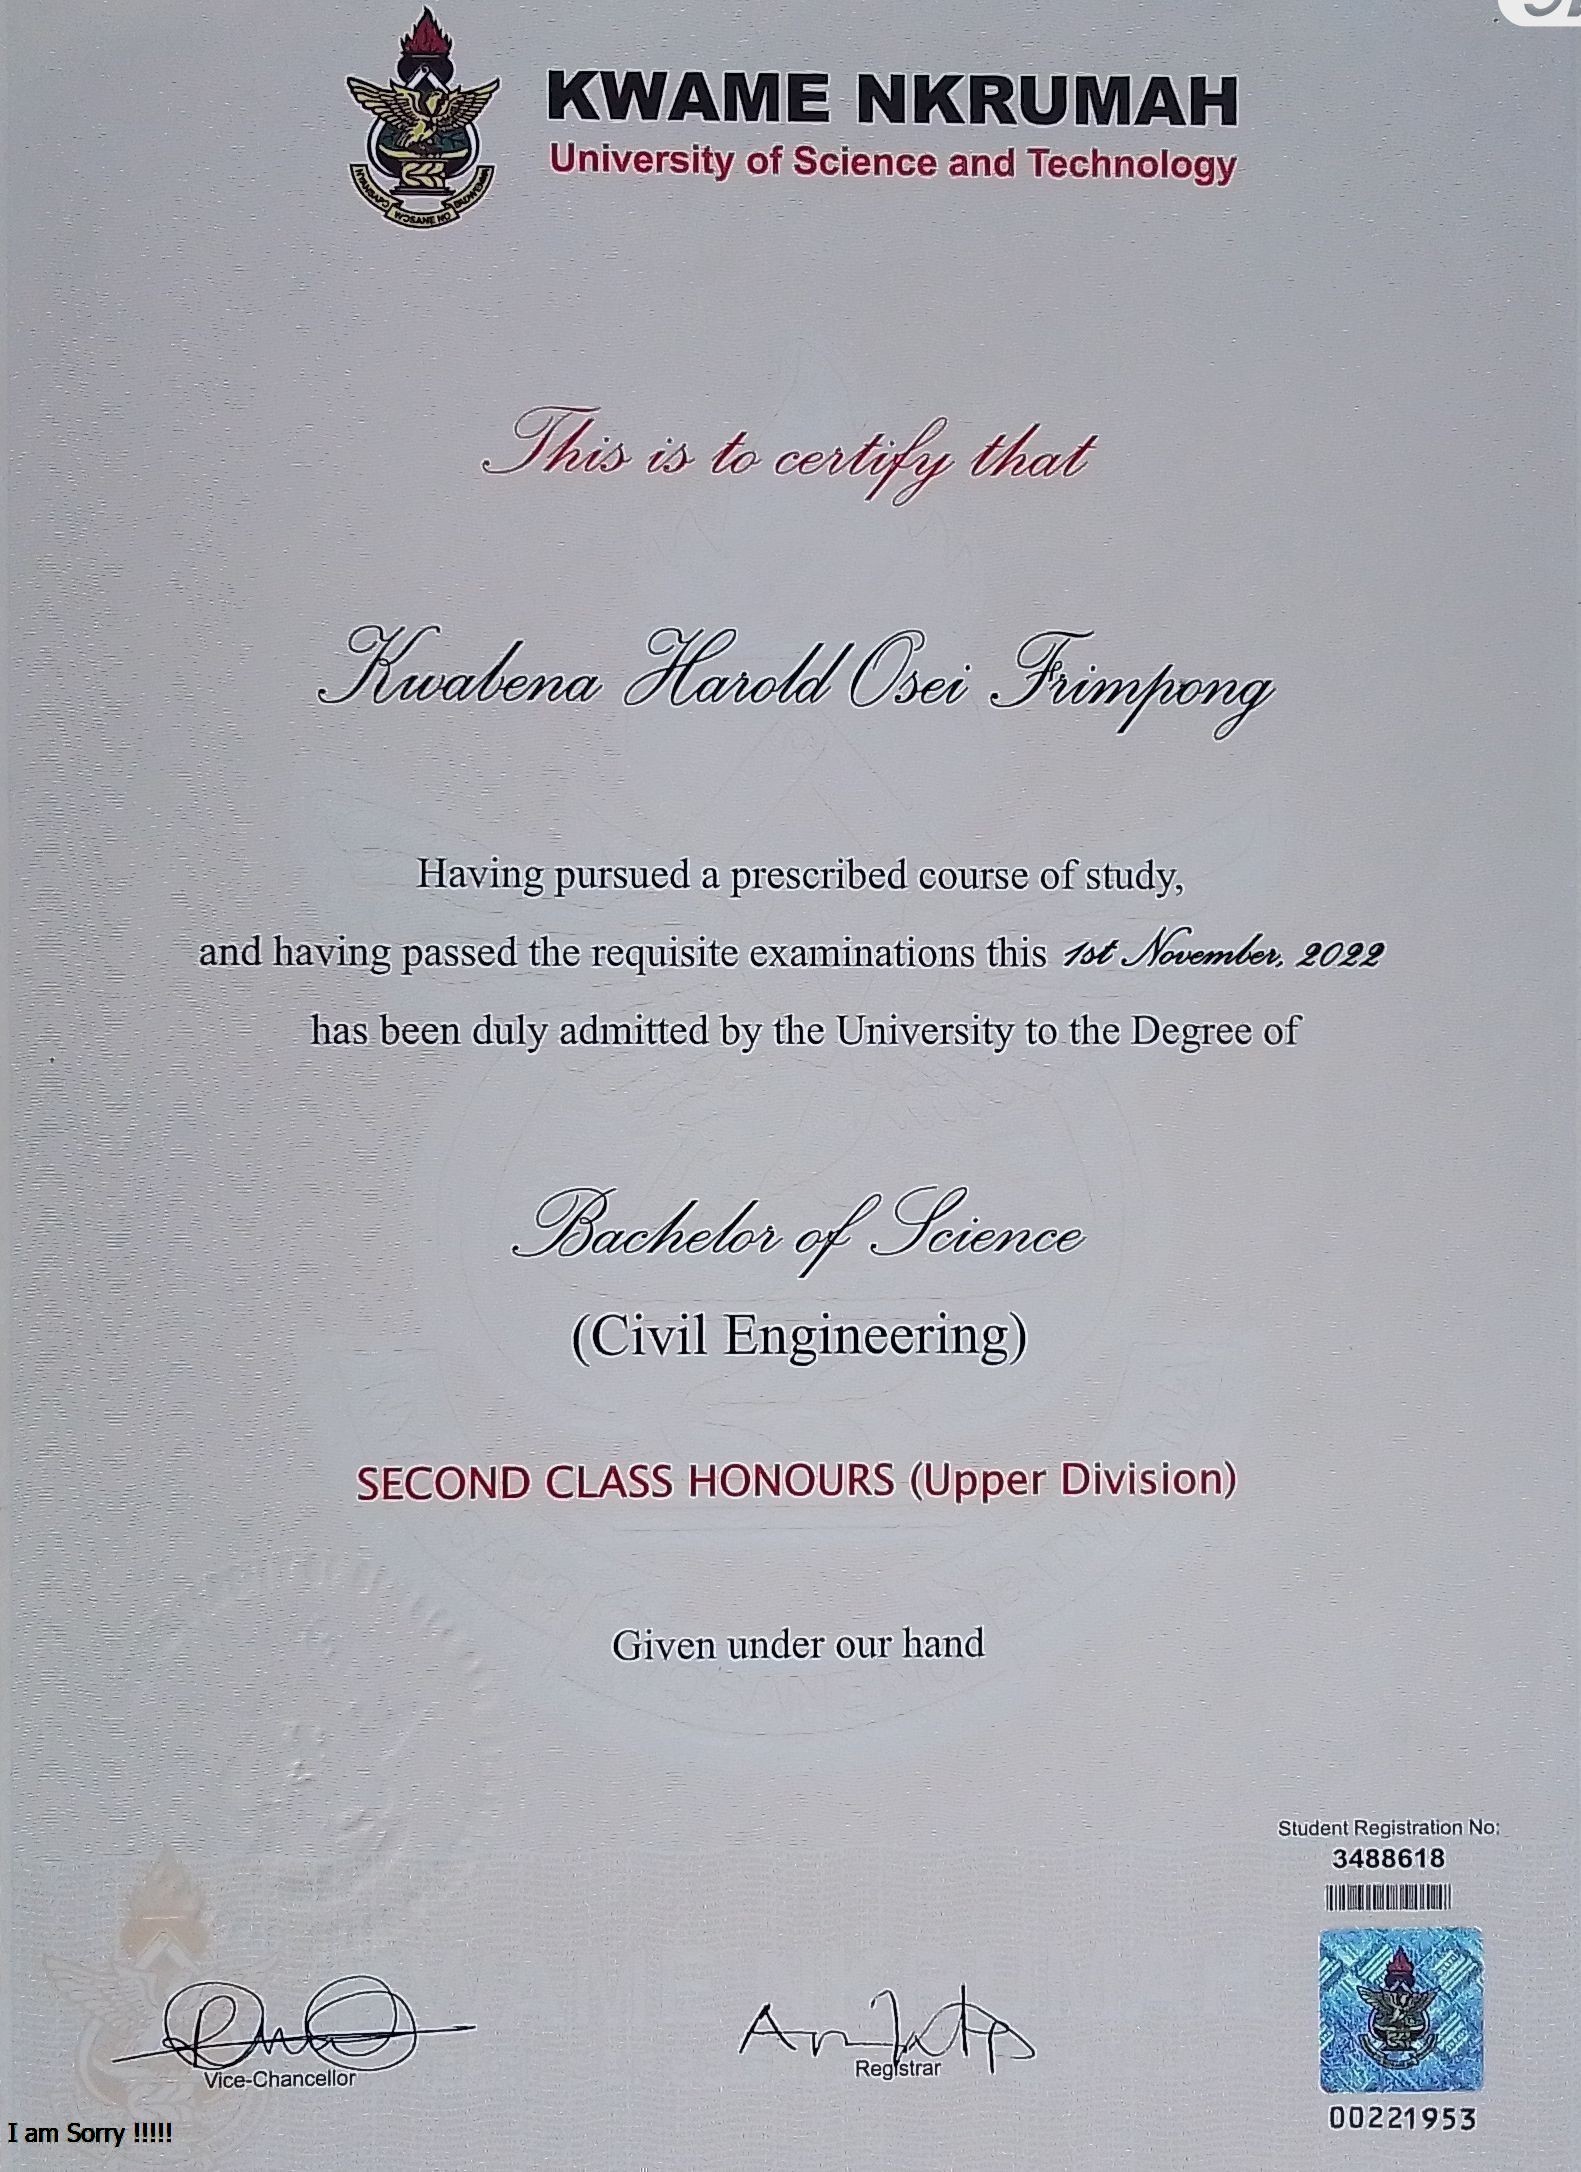 KWAME NKRUMAH
University of Science and Technology
NYANSAPO WƆSANE NO BADWENMA
This is to certify that
Kwabena Harold Osei Frimpong
Having pursued a prescribed course of study,
and having passed the requisite examinations this 1st November, 2022
has been duly admitted by the University to the Degree of
Bachelor of Science
(Civil Engineering)
SECOND CLASS HONOURS (Upper Division)
Given under our hand
Student Registration No:
3488618
Vice-Chancellor
Registrar
00221953
I am Sorry !!!!!